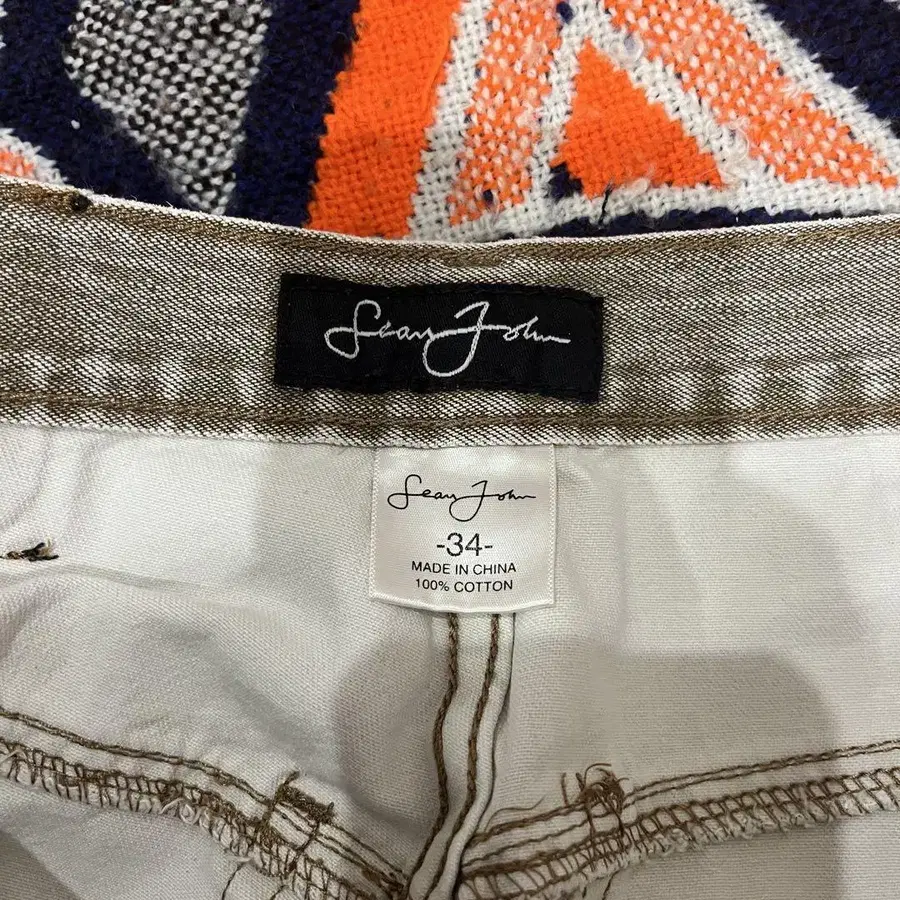 Sean John
Sean John
-34-
MADE IN CHINA
100% COTTON